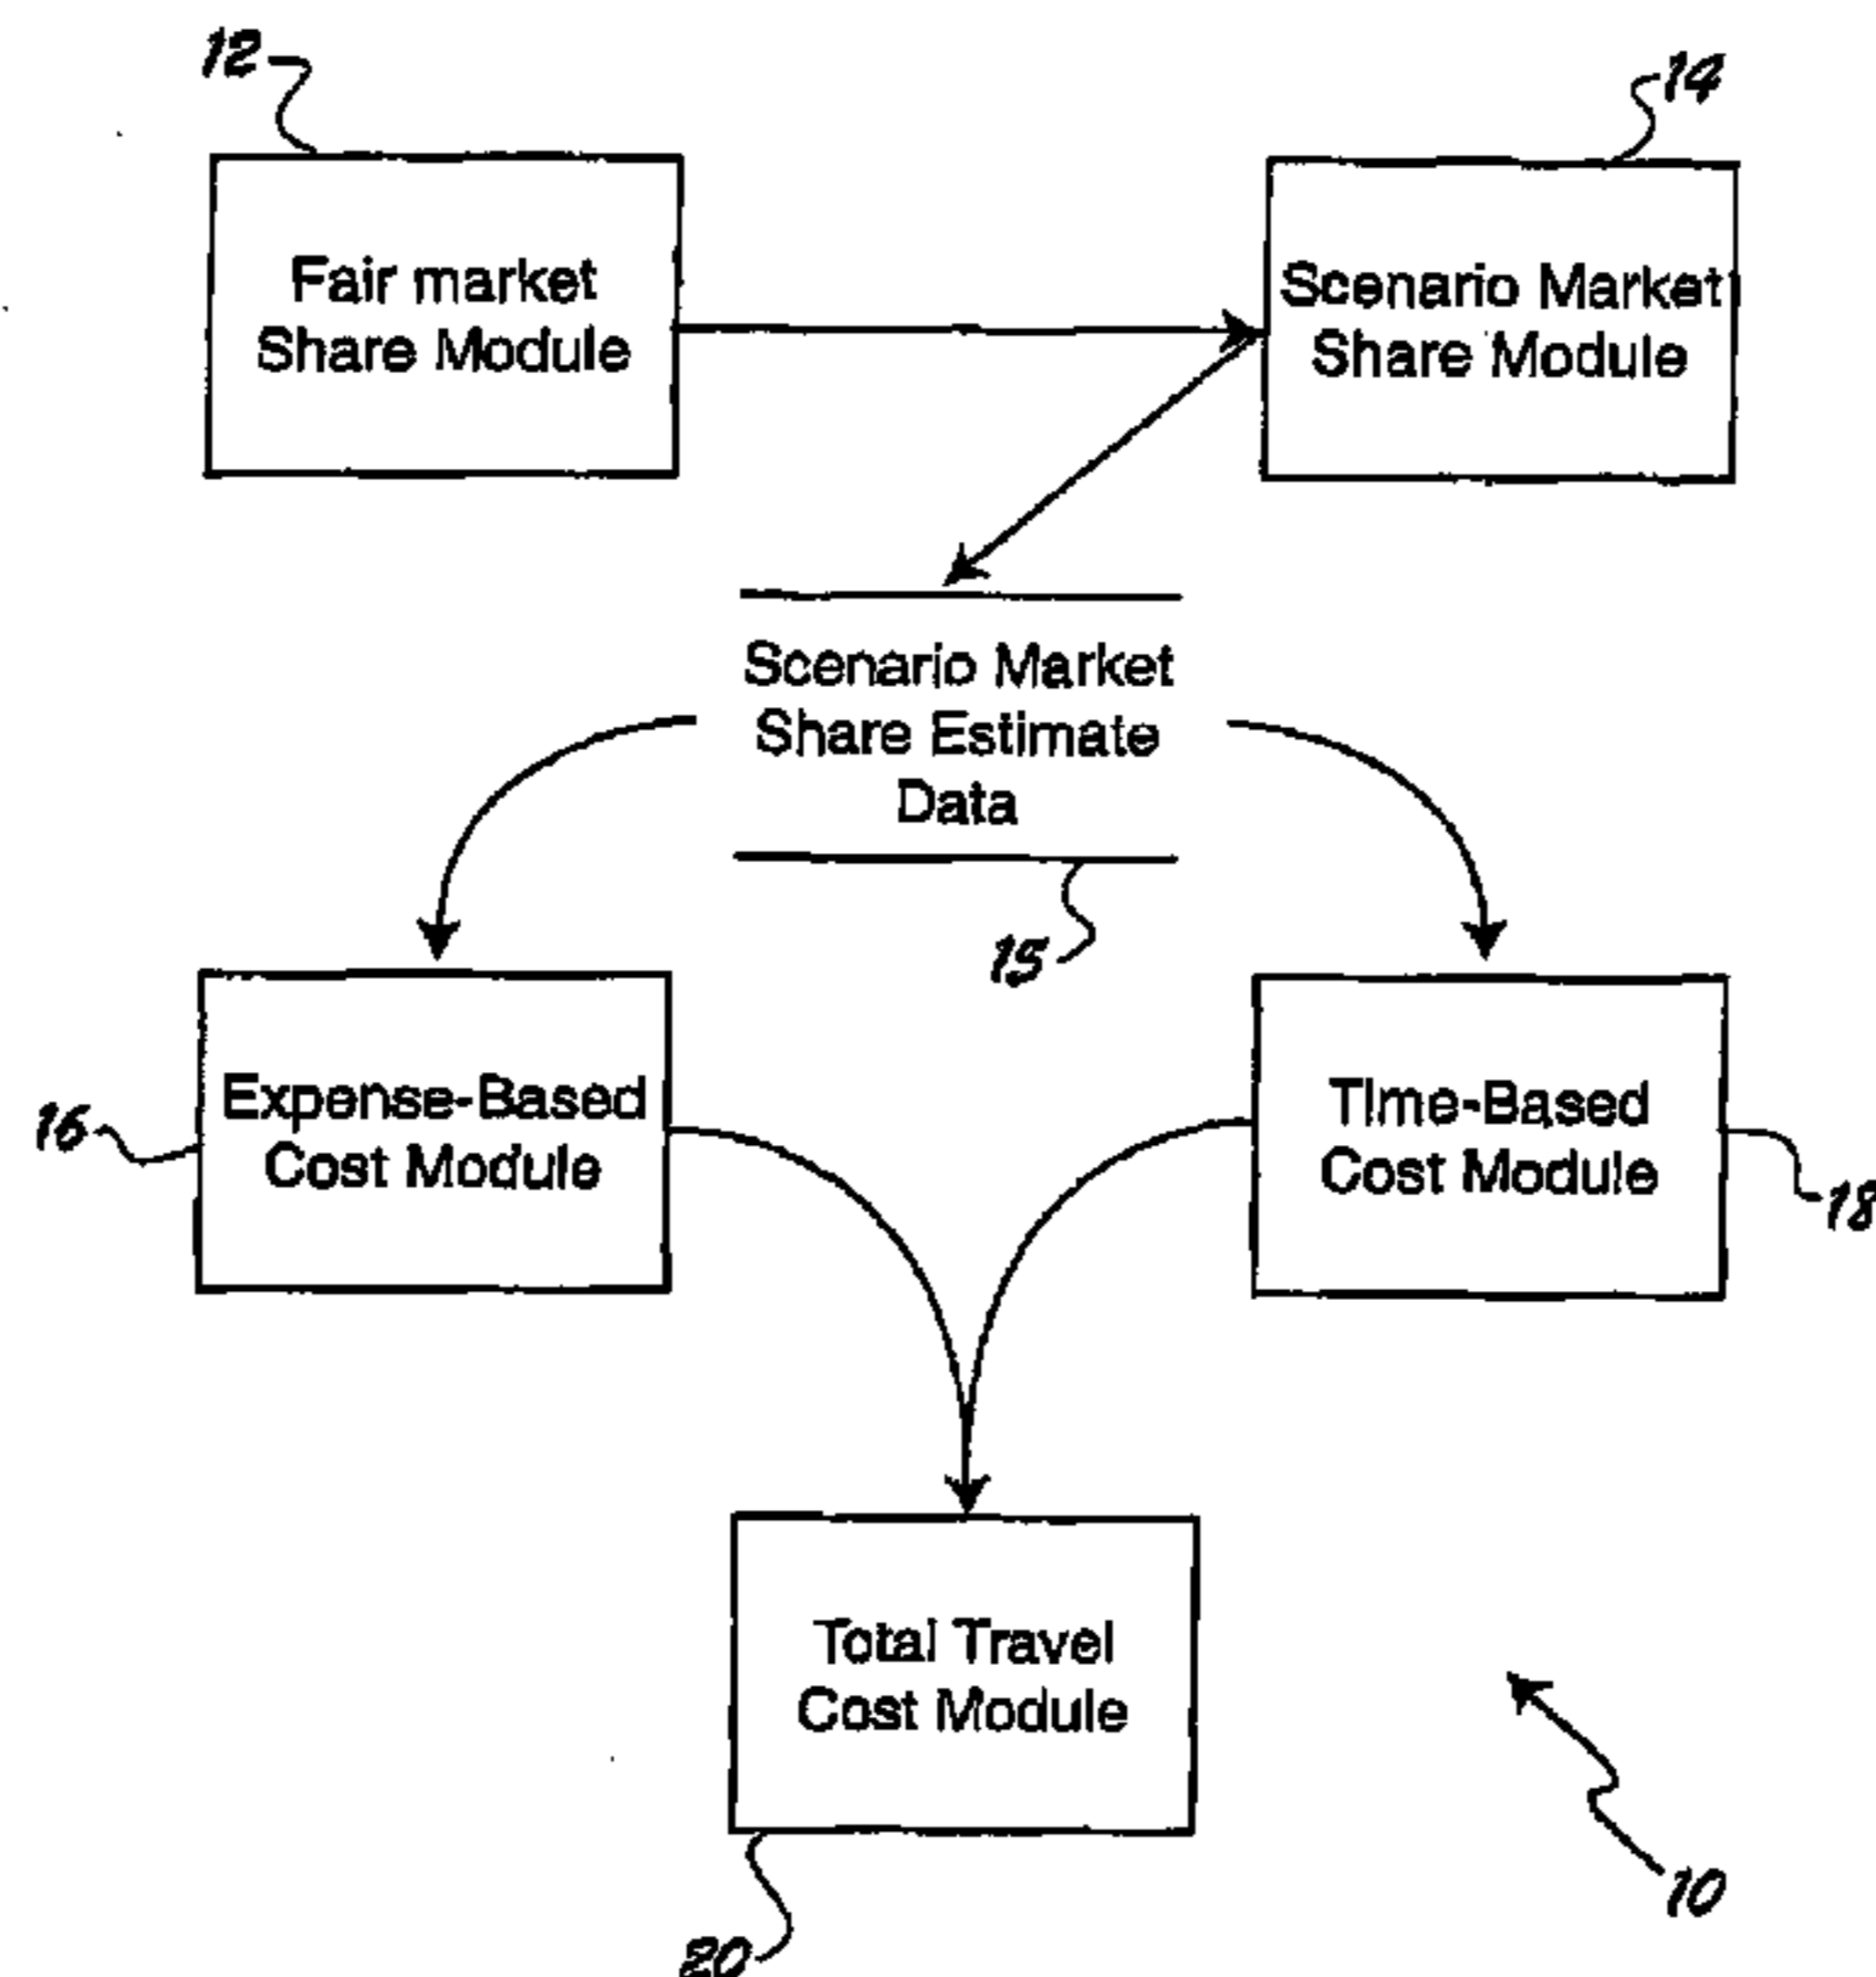 12
14
Fair market
Share Module
Scenario Market
Share Module
Scenario Market
Share Estimate
Data
15
Expense-Based
Cost Module
16
Time-Based
Cost Module
18
Total Travel
Cost Module
10
20